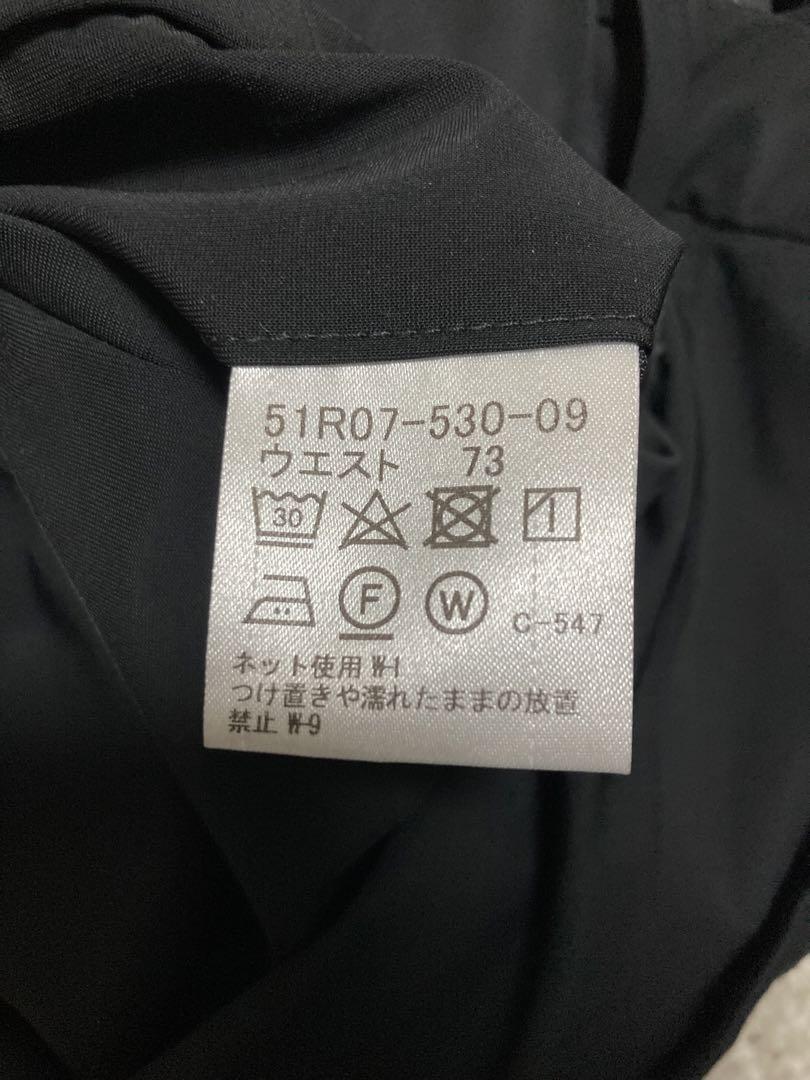 51R07-530-09
ウエスト 73
30
F W C-547
ネット使用 W-1
つけ直きや濡れたままの放置
禁止 W-9